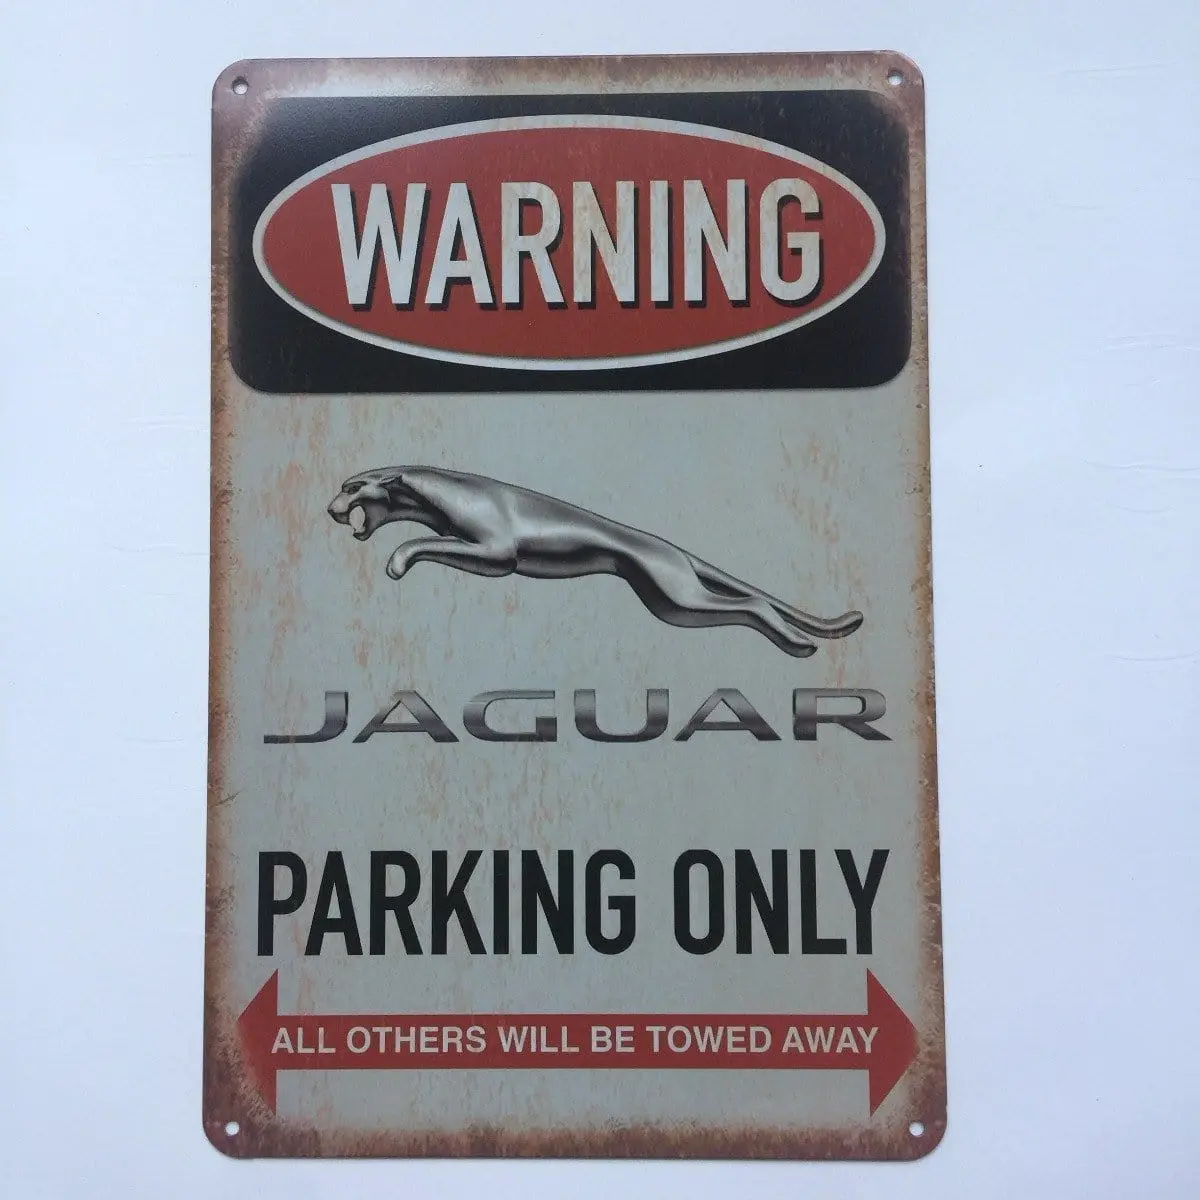 WARNING
JAGUAR
PARKING ONLY
ALL OTHERS WILL BE TOWED AWAY